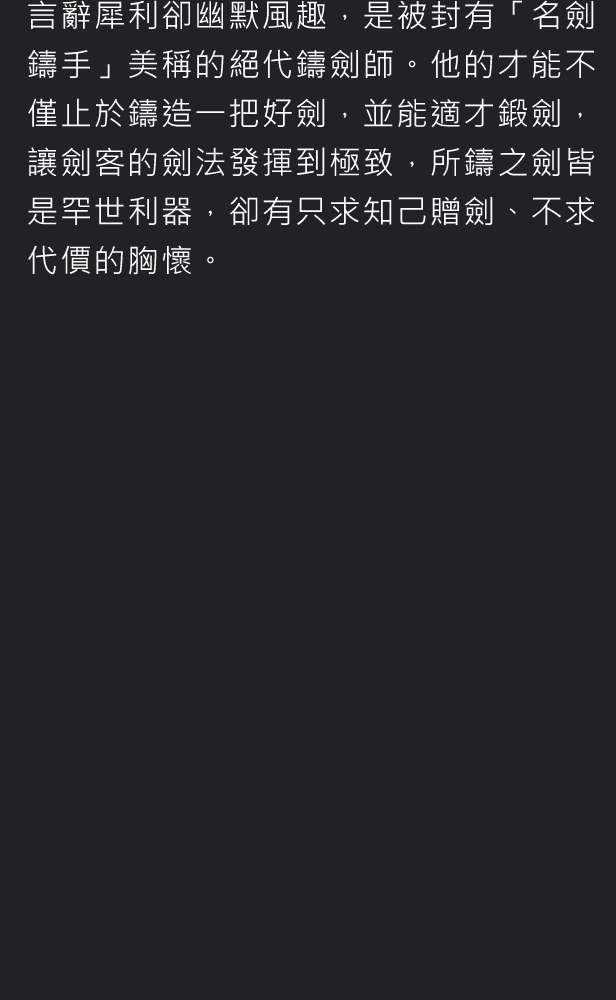 言辭犀利卻幽默風趣，是被封有「名劍
鑄手」美稱的絕代鑄劍師。他的才能不
僅止於鑄造一把好劍，並能適才鍛劍，
讓劍客的劍法發揮到極致，所鑄之劍皆
是罕世利器，卻有只求知己贈劍、不求
代價的胸懷。